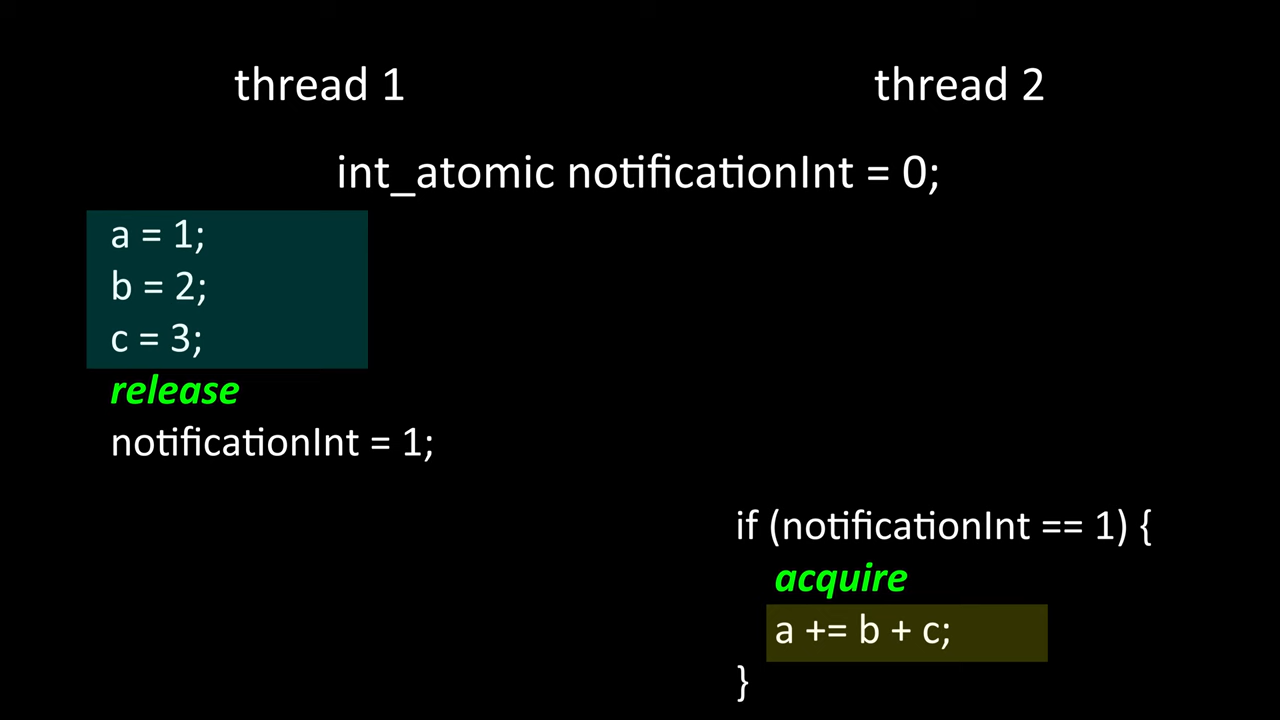 thread 1
thread 2
int_atomic notificationInt = 0;
a = 1;
b = 2;
c = 3;
release
notificationInt = 1;
if (notificationInt == 1) {
acquire
a += b + c;
}